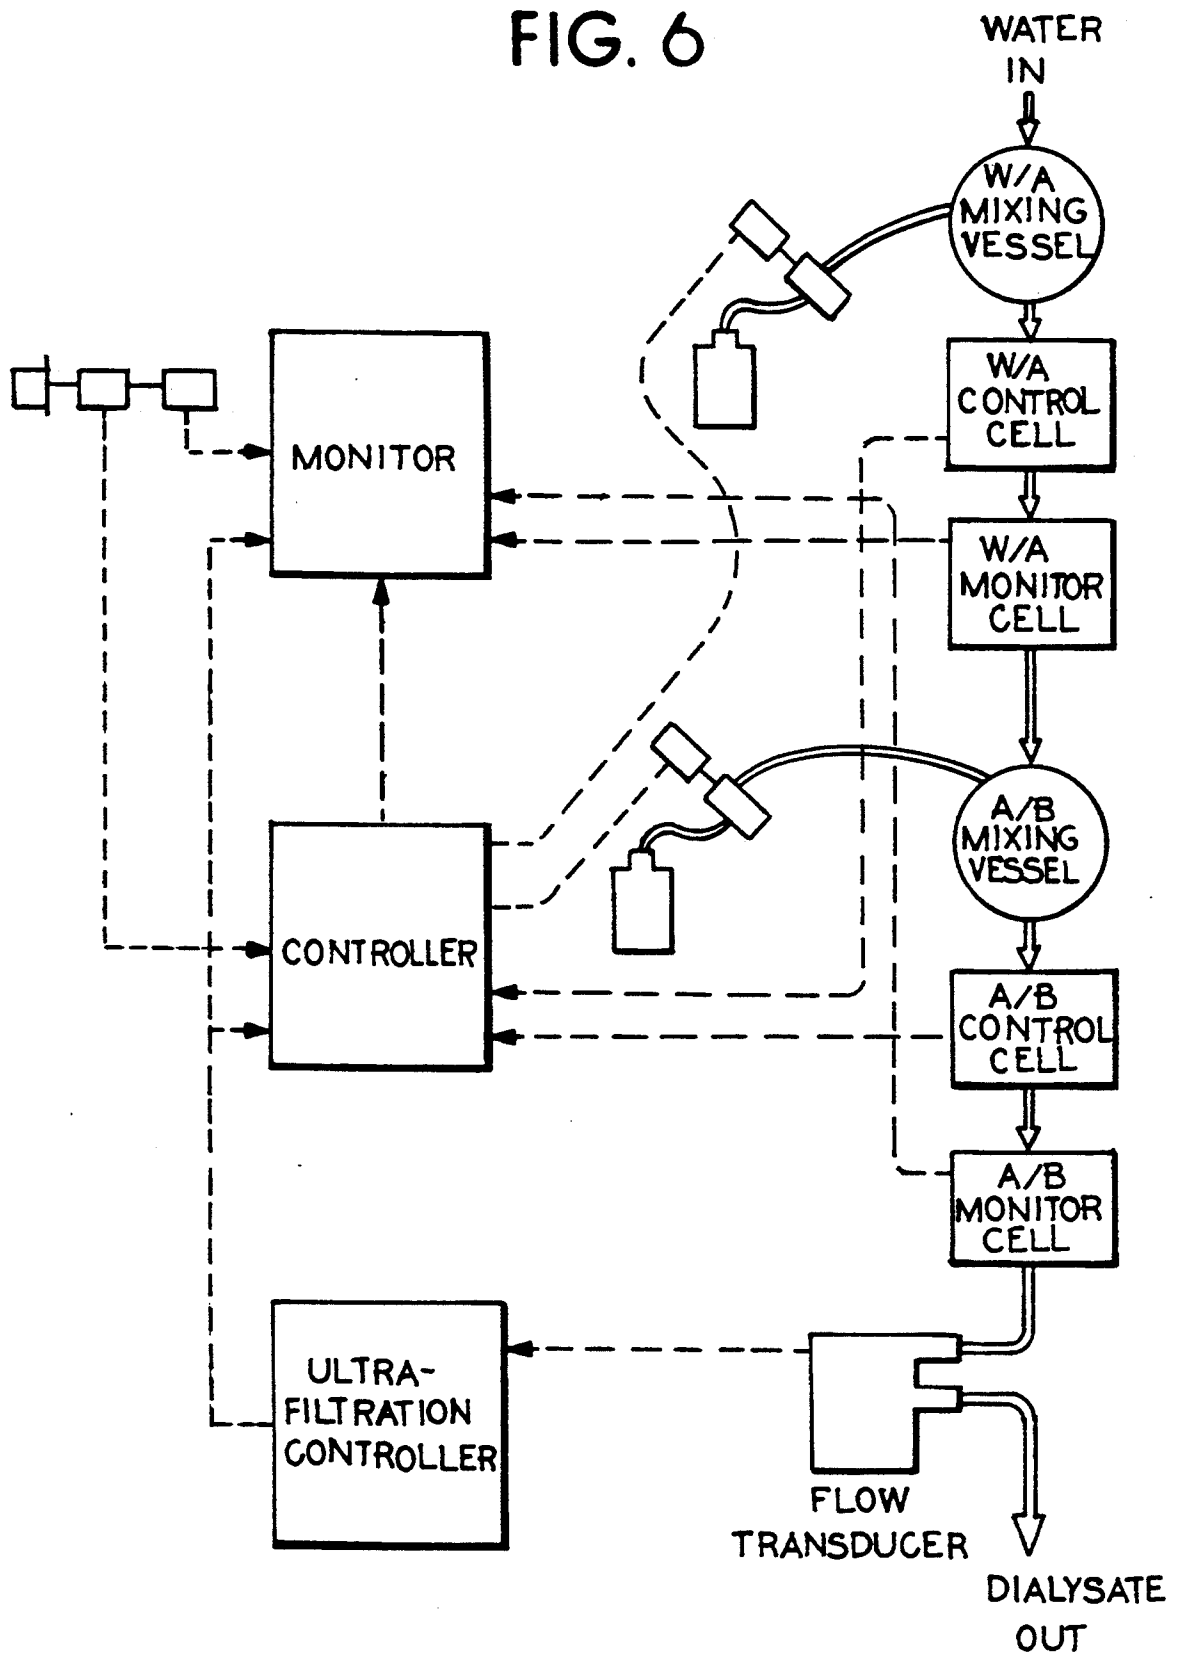 FIG. 6
WATER
IN
W/A
MIXING
VESSEL
W/A
CONTROL
CELL
MONITOR
W/A
MONITOR
CELL
A/B
MIXING
VESSEL
CONTROLLER
A/B
CONTROL
CELL
A/B
MONITOR
CELL
ULTRA-
FILTRATION
CONTROLLER
FLOW
TRANSDUCER
DIALYSATE
OUT